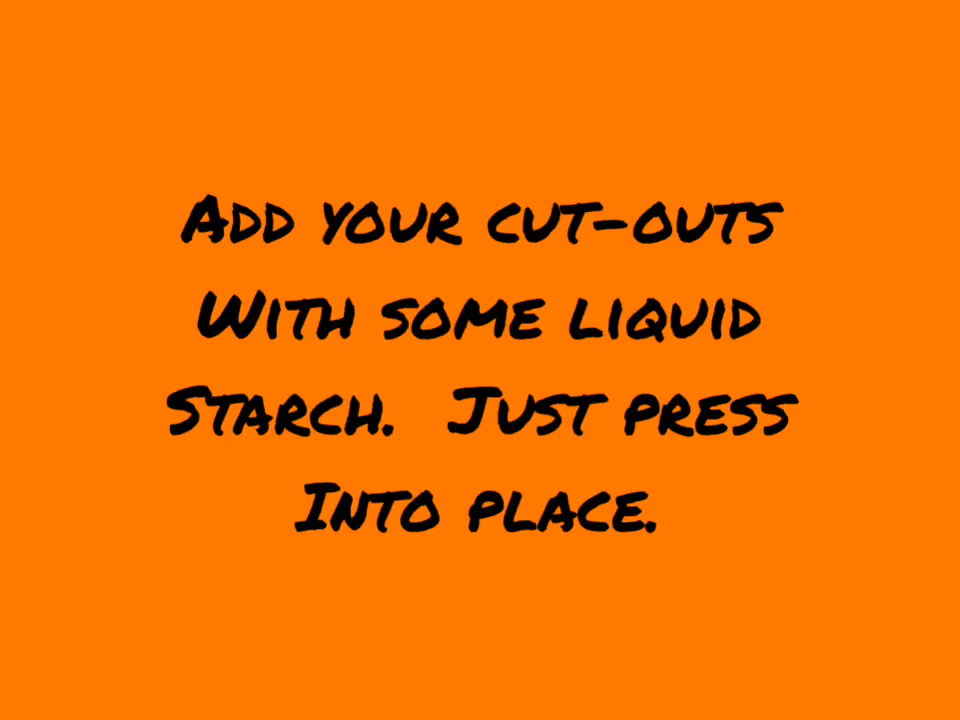 Add your cut-outs
With some liquid
Starch. Just press
Into place.